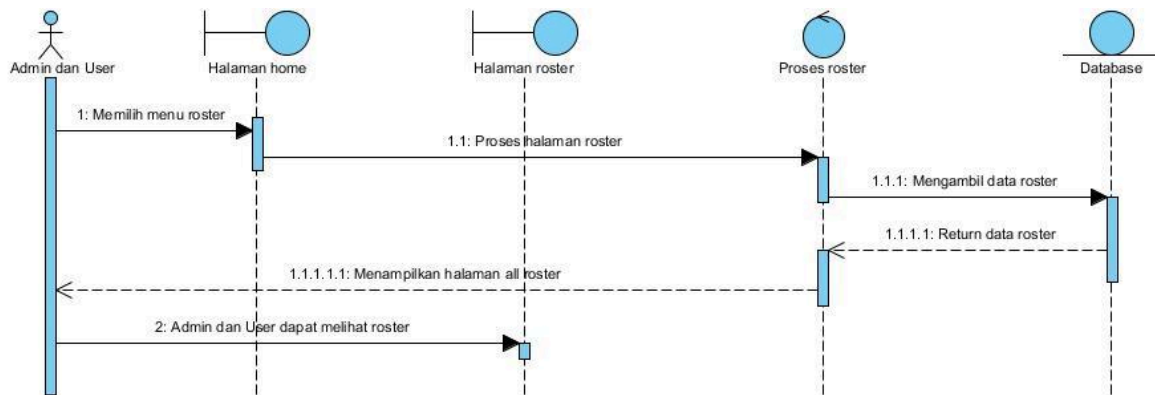 Admin dan User
Halaman home
Halaman roster
Proses roster
Database
1: Memilih menu roster
1.1: Proses halaman roster
1.1.1: Mengambil data roster
1.1.1.1: Return data roster
1.1.1.1.1: Menampilkan halaman all roster
2: Admin dan User dapat melihat roster